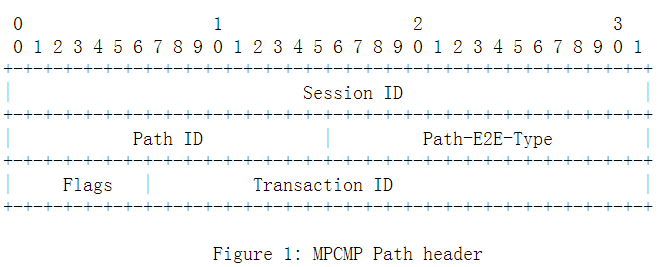 0                   1                   2                   3
0 1 2 3 4 5 6 7 8 9 0 1 2 3 4 5 6 7 8 9 0 1 2 3 4 5 6 7 8 9 0 1
+-+-+-+-+-+-+-+-+-+-+-+-+-+-+-+-+-+-+-+-+-+-+-+-+-+-+-+-+-+-+-+-+
|                             Session ID                        |
+-+-+-+-+-+-+-+-+-+-+-+-+-+-+-+-+-+-+-+-+-+-+-+-+-+-+-+-+-+-+-+-+
|            Path ID            |         Path-E2E-Type         |
+-+-+-+-+-+-+-+-+-+-+-+-+-+-+-+-+-+-+-+-+-+-+-+-+-+-+-+-+-+-+-+-+
|     Flags   |          Transaction ID                         |
+-+-+-+-+-+-+-+-+-+-+-+-+-+-+-+-+-+-+-+-+-+-+-+-+-+-+-+-+-+-+-+-+
Figure 1: MPCMP Path header